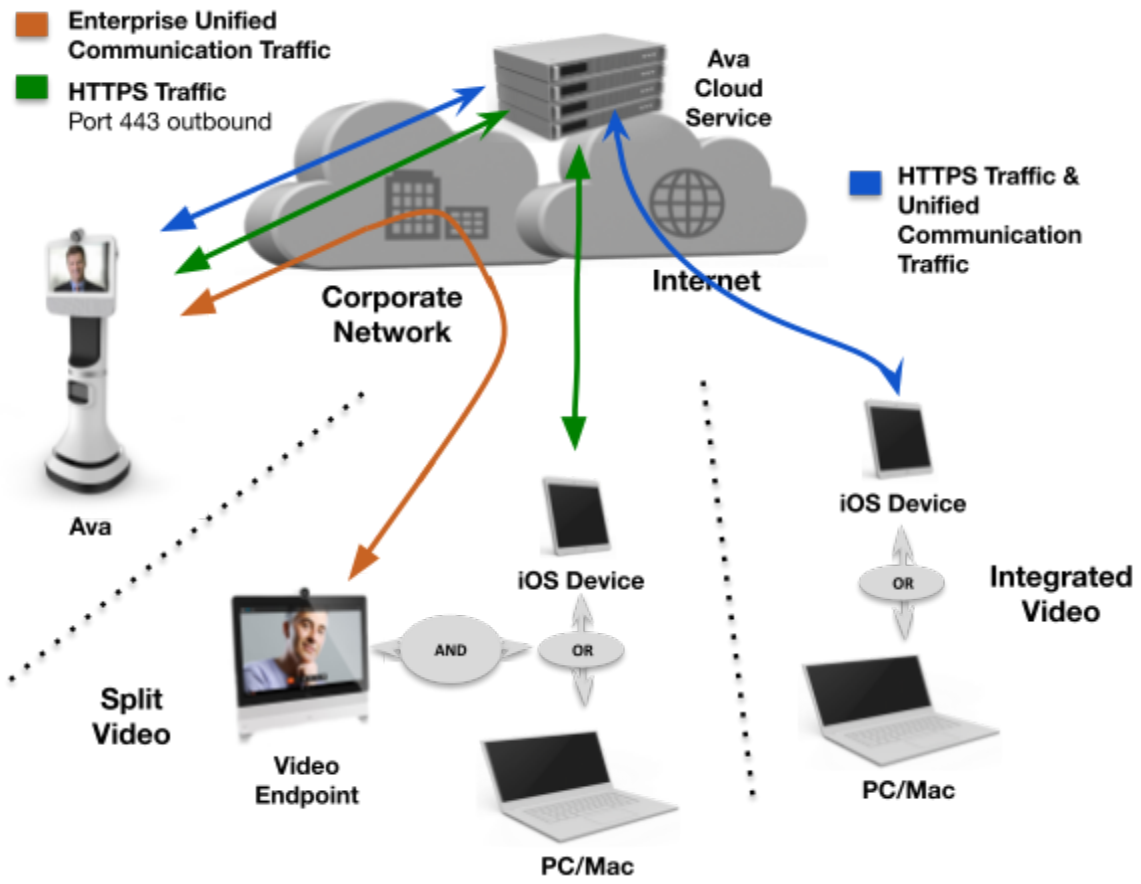 Enterprise Unified
Communication Traffic
HTTPS Traffic
Port 443 outbound
Ava
Cloud
Service
HTTPS Traffic &
Unified
Communication
Traffic
Corporate
Network
Internet
Ava
iOS Device
iOS Device
OR
Integrated
Video
AND
OR
Split
Video
Video
Endpoint
PC/Mac
PC/Mac